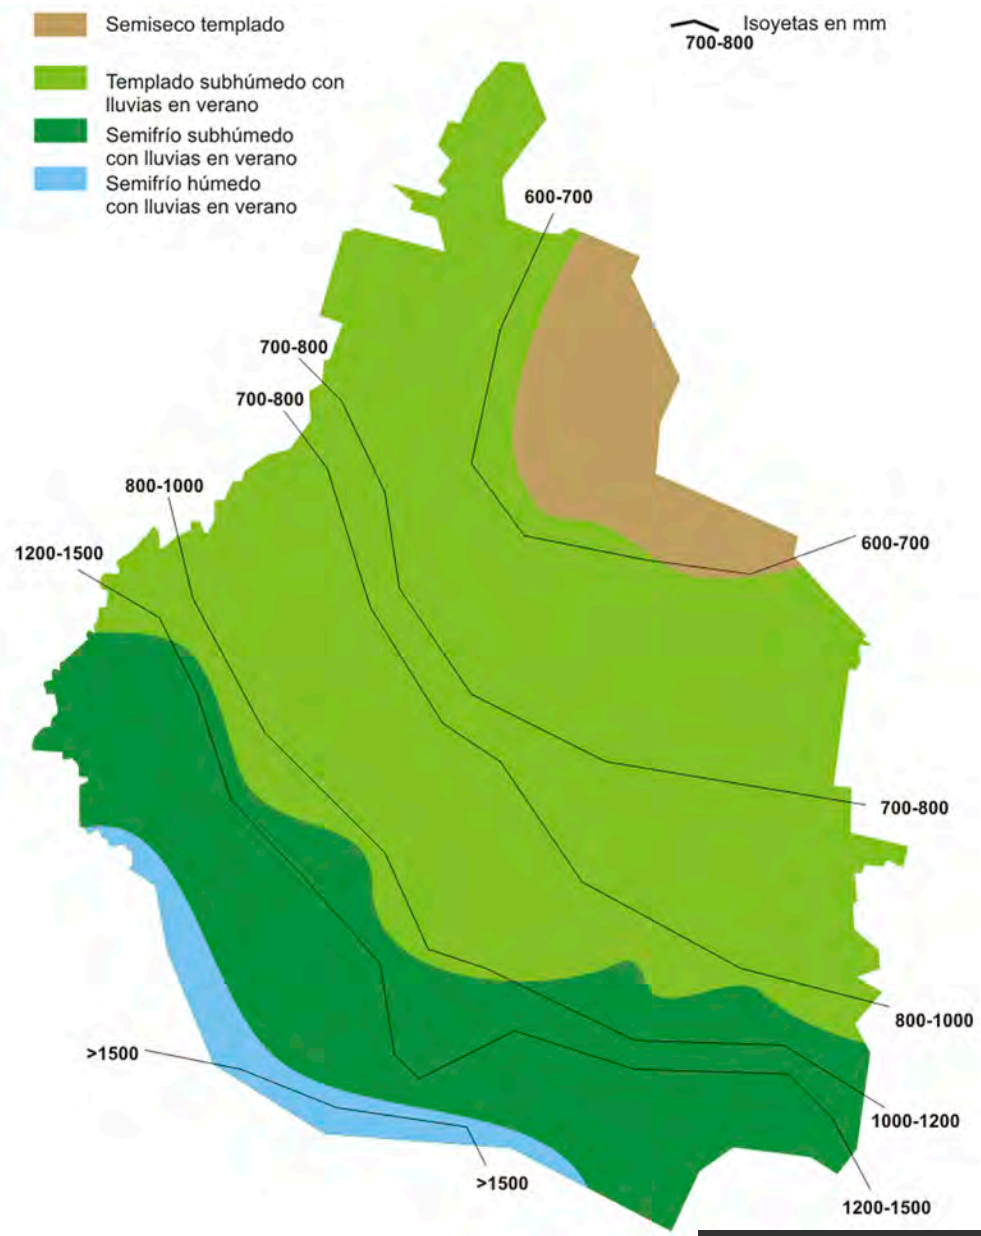 Semiseco templado
Isoyetas en mm
700-800
Templado subhúmedo con
lluvias en verano
Semifrío subhúmedo
con lluvias en verano
Semifrío húmedo
con lluvias en verano
600-700
700-800
700-800
800-1000
1200-1500
600-700
700-800
800-1000
>1500
1000-1200
>1500
1200-1500